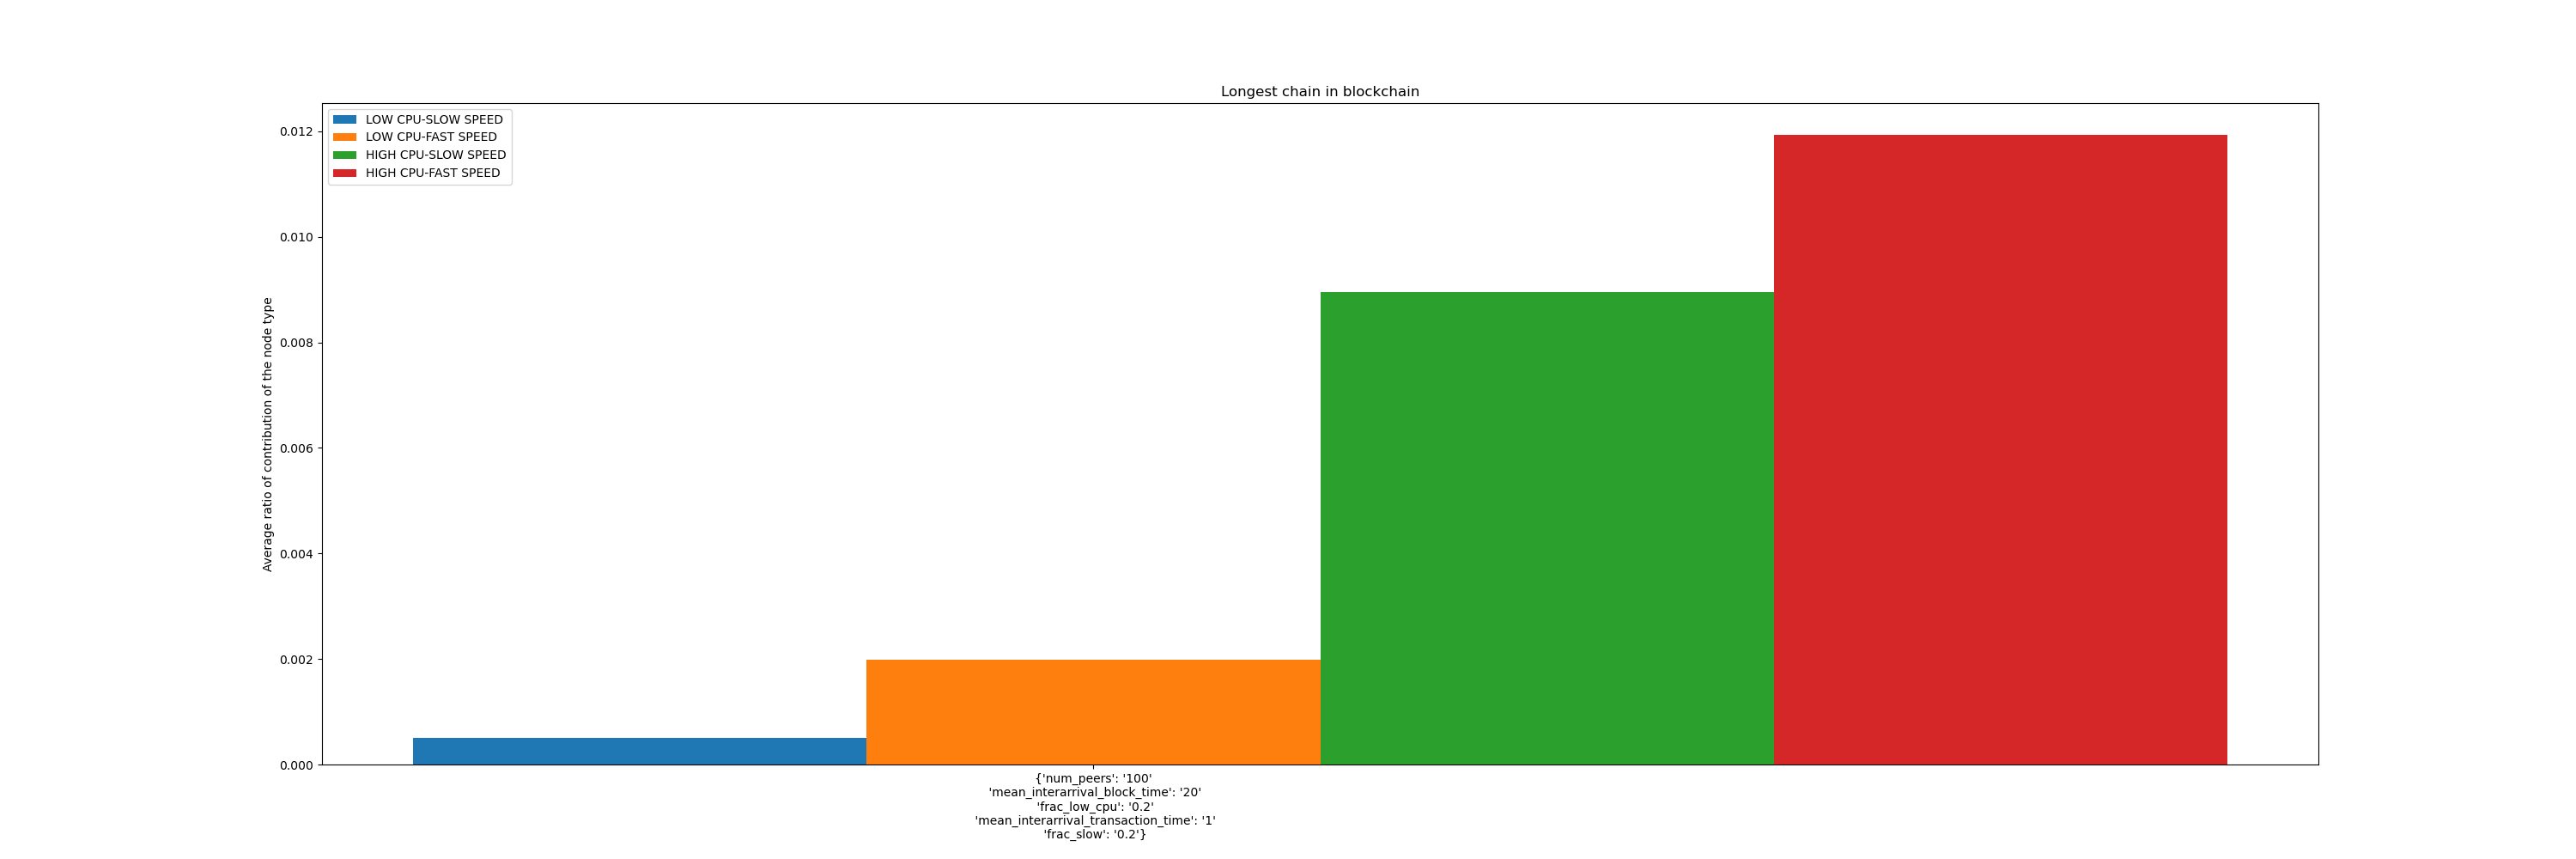 Longest chain in blockchain
LOW CPU-SLOW SPEED
LOW CPU-FAST SPEED
HIGH CPU-SLOW SPEED
HIGH CPU-FAST SPEED
Average ratio of contribution of the node type
0.012
0.010
0.008
0.006
0.004
0.002
0.000
{'num_peers': '100'
'mean_interarrival_block_time': '20'
'frac_low_cpu': '0.2'
'mean_interarrival_transaction_time': '1'
'frac_slow': '0.2'}